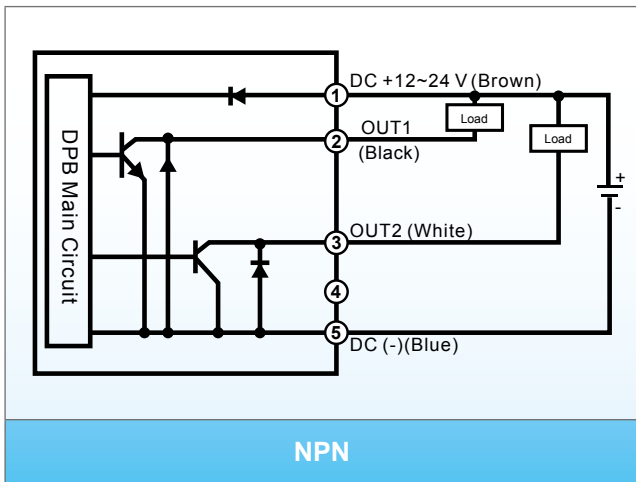 DC +12~24 V (Brown)
1
Load
OUT1
2
(Black)
Load
DPB Main Circuit
+
-
OUT2 (White)
3
4
5
DC (-)(Blue)
NPN